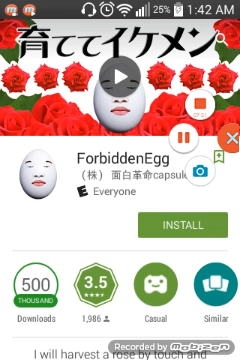 25% 1:42 AM
育ててイケメン
ForbiddenEgg
（株） 面白革命capsule
E Everyone
INSTALL
500
THOUSAND
3.5
Downloads
1,986
Casual
Similar
Recorded by Mobizen
I will harvest a rose by touch and